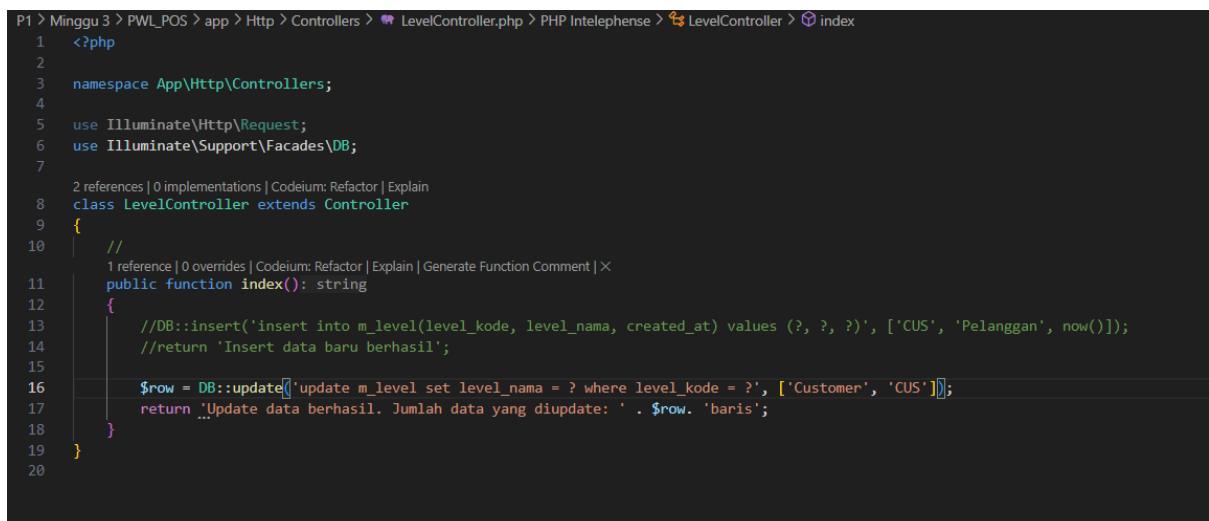 P1 > Minggu 3 > PWL_POS > app > Http > Controllers > LevelController.php > PHP Intelephense > LevelController > index
1 <?php
2
3 namespace App\Http\Controllers;
4
5 use Illuminate\Http\Request;
6 use Illuminate\Support\Facades\DB;
7
2 references | 0 implementations | Codeium: Refactor | Explain
8 class LevelController extends Controller
9 {
10 //
1 reference | 0 overrides | Codeium: Refactor | Explain | Generate Function Comment | ✕
11 public function index(): string
12 {
13 //DB::insert('insert into m_level(level_kode, level_nama, created_at) values (?, ?, ?)', ['CUS', 'Pelanggan', now()]);
14 //return 'Insert data baru berhasil';
15
16 $row = DB::update('update m_level set level_nama = ? where level_kode = ?', ['Customer', 'CUS']);
17 return 'Update data berhasil. Jumlah data yang diupdate: ' . $row. 'baris';
18 }
19 }
20